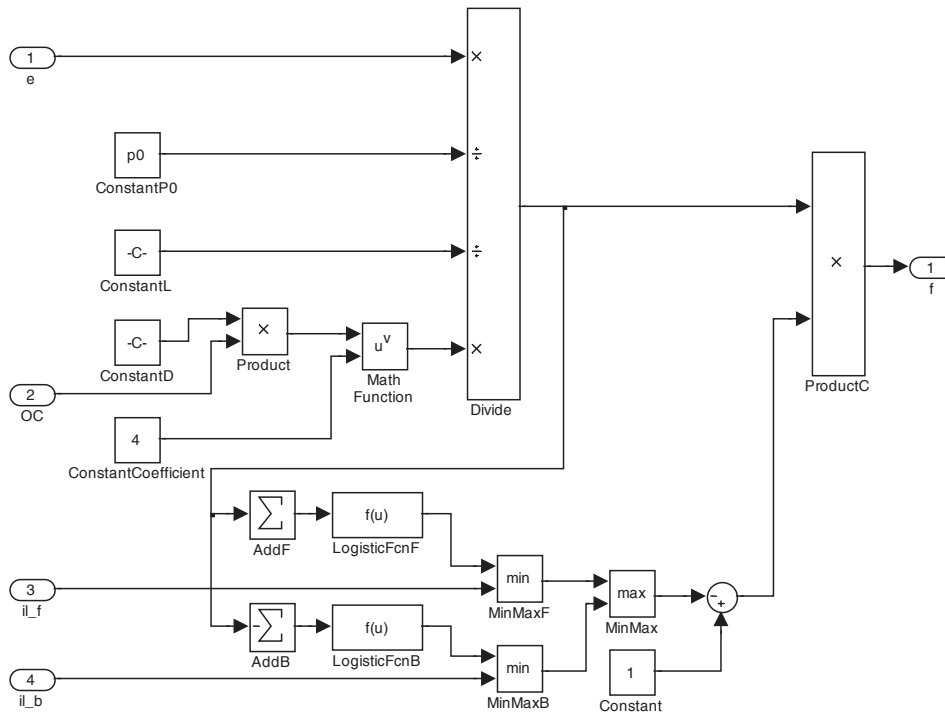 1
e
×
p0
ConstantP0
÷
-C-
ConstantL
÷
-C-
ConstantD
×
Product
uv
Math
Function
×
Divide
2
OC
4
ConstantCoefficient
×
ProductC
1
f
Σ
AddF
f(u)
LogisticFcnF
3
il_f
min
MinMaxF
max
MinMax
-
+
-
Σ
AddB
f(u)
LogisticFcnB
4
il_b
min
MinMaxB
1
Constant